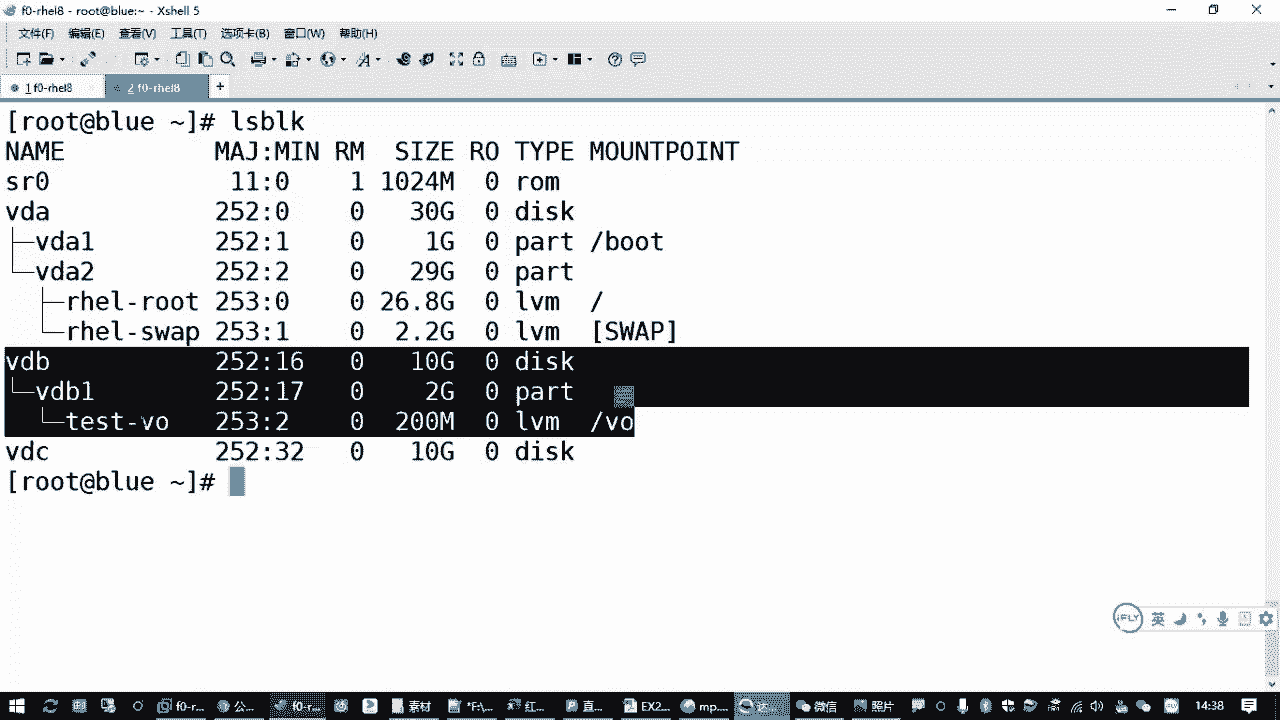 f0-rhel8 - root@blue:~ - Xshell 5
文件(F) 编辑(E) 查看(V) 工具(T) 选项卡(B) 窗口(W) 帮助(H)
1 f0-rhel8
2 f0-rhel8
[root@blue ~]# lsblk
NAME MAJ:MIN RM SIZE RO TYPE MOUNTPOINT
sr0 11:0 1 1024M 0 rom
vda 252:0 0 30G 0 disk
├─vda1 252:1 0 1G 0 part /boot
└─vda2 252:2 0 29G 0 part
├─rhel-root 253:0 0 26.8G 0 lvm /
└─rhel-swap 253:1 0 2.2G 0 lvm [SWAP]
vdb 252:16 0 10G 0 disk
└─vdb1 252:17 0 2G 0 part
└─test-vo 253:2 0 200M 0 lvm /vo
vdc 252:32 0 10G 0 disk
[root@blue ~]#
iFLY 英
f0-r... 公... f0-r... 素材 *F:\... 红... 直... EX2... mp... 微信 照片 14:38